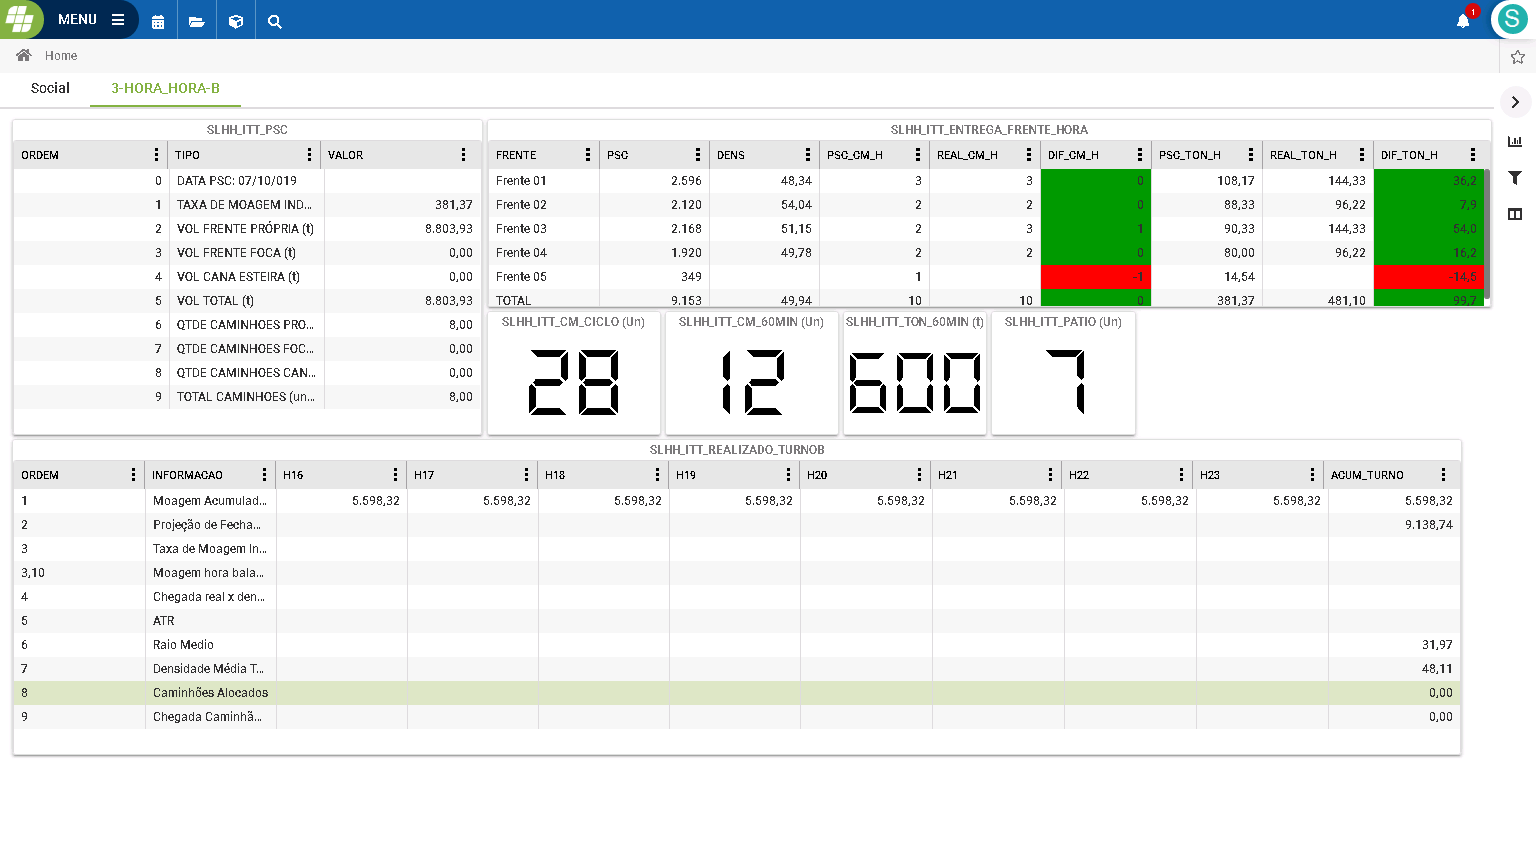 MENU
1
S
Home
Social 3-HORA_HORA-B
SLHH_ITT_PSC
ORDEM TIPO VALOR
0 DATA PSC: 07/10/019
1 TAXA DE MOAGEM IND... 381,37
2 VOL FRENTE PRÓPRIA (t) 8.803,93
3 VOL FRENTE FOCA (t) 0,00
4 VOL CANA ESTEIRA (t) 0,00
5 VOL TOTAL (t) 8.803,93
6 QTDE CAMINHOES PRO... 8,00
7 QTDE CAMINHOES FOC... 0,00
8 QTDE CAMINHOES CAN... 0,00
9 TOTAL CAMINHOES (un... 8,00
SLHH_ITT_ENTREGA_FRENTE_HORA
FRENTE PSC DENS PSC_CM_H REAL_CM_H DIF_CM_H PSC_TON_H REAL_TON_H DIF_TON_H
Frente 01 2.596 48,34 3 3 0 108,17 144,33 36,2
Frente 02 2.120 54,04 2 2 0 88,33 96,22 7,9
Frente 03 2.168 51,15 2 3 1 90,33 144,33 54,0
Frente 04 1.920 49,78 2 2 0 80,00 96,22 16,2
Frente 05 349 1 -1 14,54 -14,5
TOTAL 9.153 49,94 10 10 0 381,37 481,10 99,7
SLHH_ITT_CM_CICLO (Un) SLHH_ITT_CM_60MIN (Un) SLHH_ITT_TON_60MIN (t) SLHH_ITT_PATIO (Un)
28 12 600 7
SLHH_ITT_REALIZADO_TURNOB
ORDEM INFORMACAO H16 H17 H18 H19 H20 H21 H22 H23 ACUM_TURNO
1 Moagem Acumulad... 5.598,32 5.598,32 5.598,32 5.598,32 5.598,32 5.598,32 5.598,32 5.598,32 5.598,32
2 Projeção de Fecha... 9.138,74
3 Taxa de Moagem In...
3,10 Moagem hora bala...
4 Chegada real x den...
5 ATR
6 Raio Medio 31,97
7 Densidade Média T... 48,11
8 Caminhões Alocados 0,00
9 Chegada Caminhã... 0,00